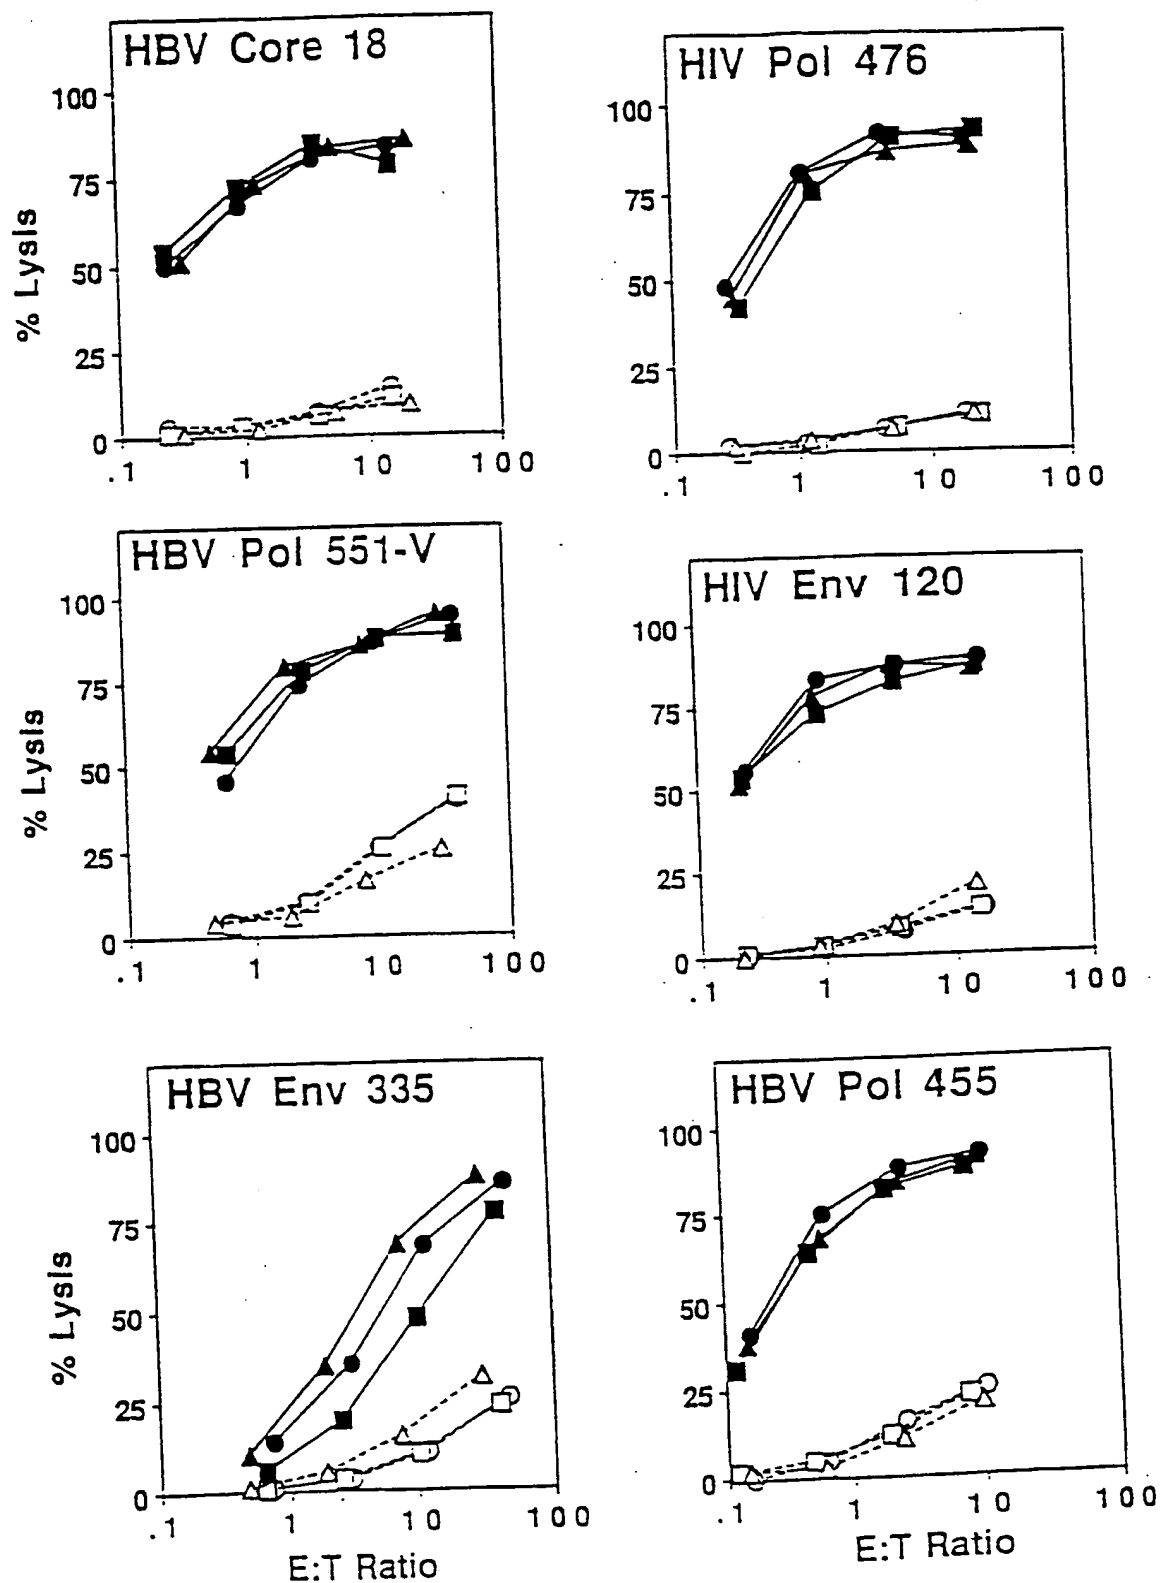 HBV Core 18
% Lysis
100
75
50
25
0
.1 1 10 100
HIV Pol 476
100
75
50
25
0
.1 1 10 100
HBV Pol 551-V
% Lysis
100
75
50
25
0
.1 1 10 100
HIV Env 120
100
75
50
25
0
.1 1 10 100
HBV Env 335
% Lysis
100
75
50
25
0
.1 1 10 100
E:T Ratio
HBV Pol 455
100
75
50
25
0
.1 1 10 100
E:T Ratio